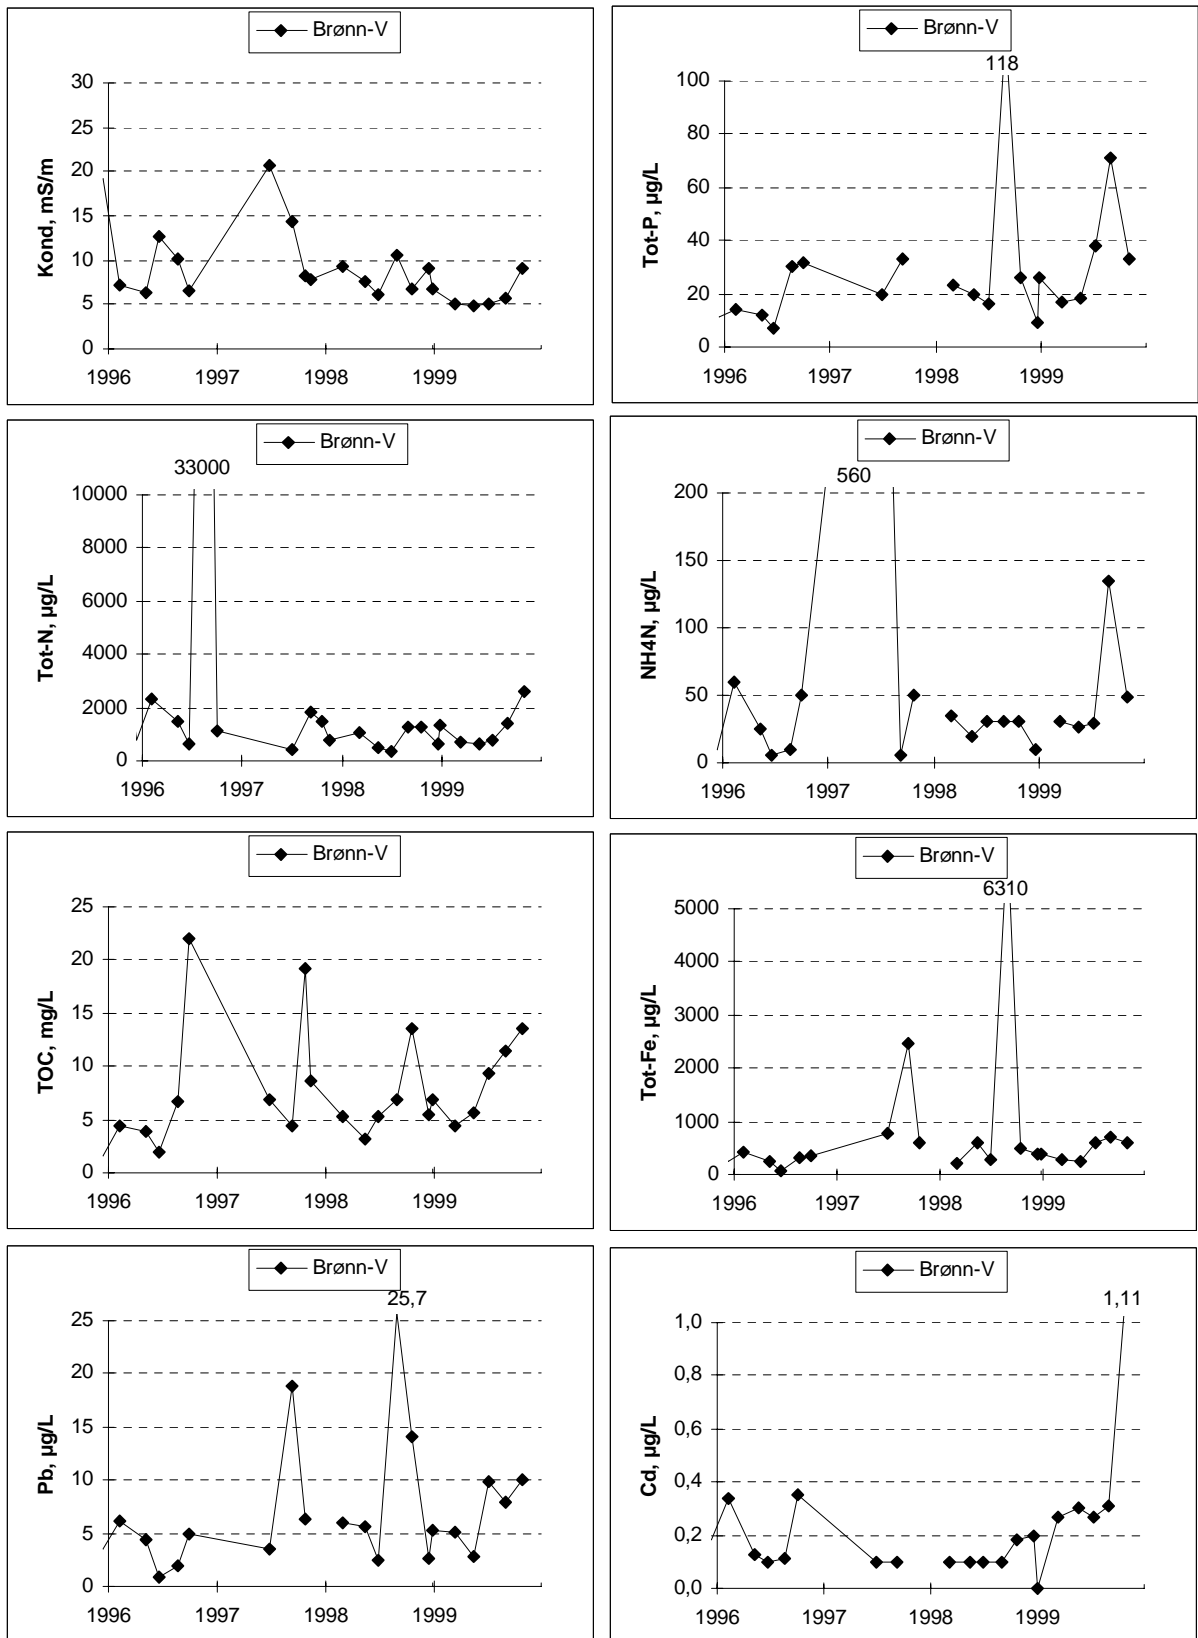 Brønn-V
Kond, mS/m
30
25
20
15
10
5
0
1996 1997 1998 1999
Brønn-V
118
Tot-P, µg/L
100
80
60
40
20
0
1996 1997 1998 1999
Brønn-V
33000
Tot-N, µg/L
10000
8000
6000
4000
2000
0
1996 1997 1998 1999
Brønn-V
560
NH4N, µg/L
200
150
100
50
0
1996 1997 1998 1999
Brønn-V
TOC, mg/L
25
20
15
10
5
0
1996 1997 1998 1999
Brønn-V
6310
Tot-Fe, µg/L
5000
4000
3000
2000
1000
0
1996 1997 1998 1999
Brønn-V
25,7
Pb, µg/L
25
20
15
10
5
0
1996 1997 1998 1999
Brønn-V
1,11
Cd, µg/L
1,0
0,8
0,6
0,4
0,2
0,0
1996 1997 1998 1999